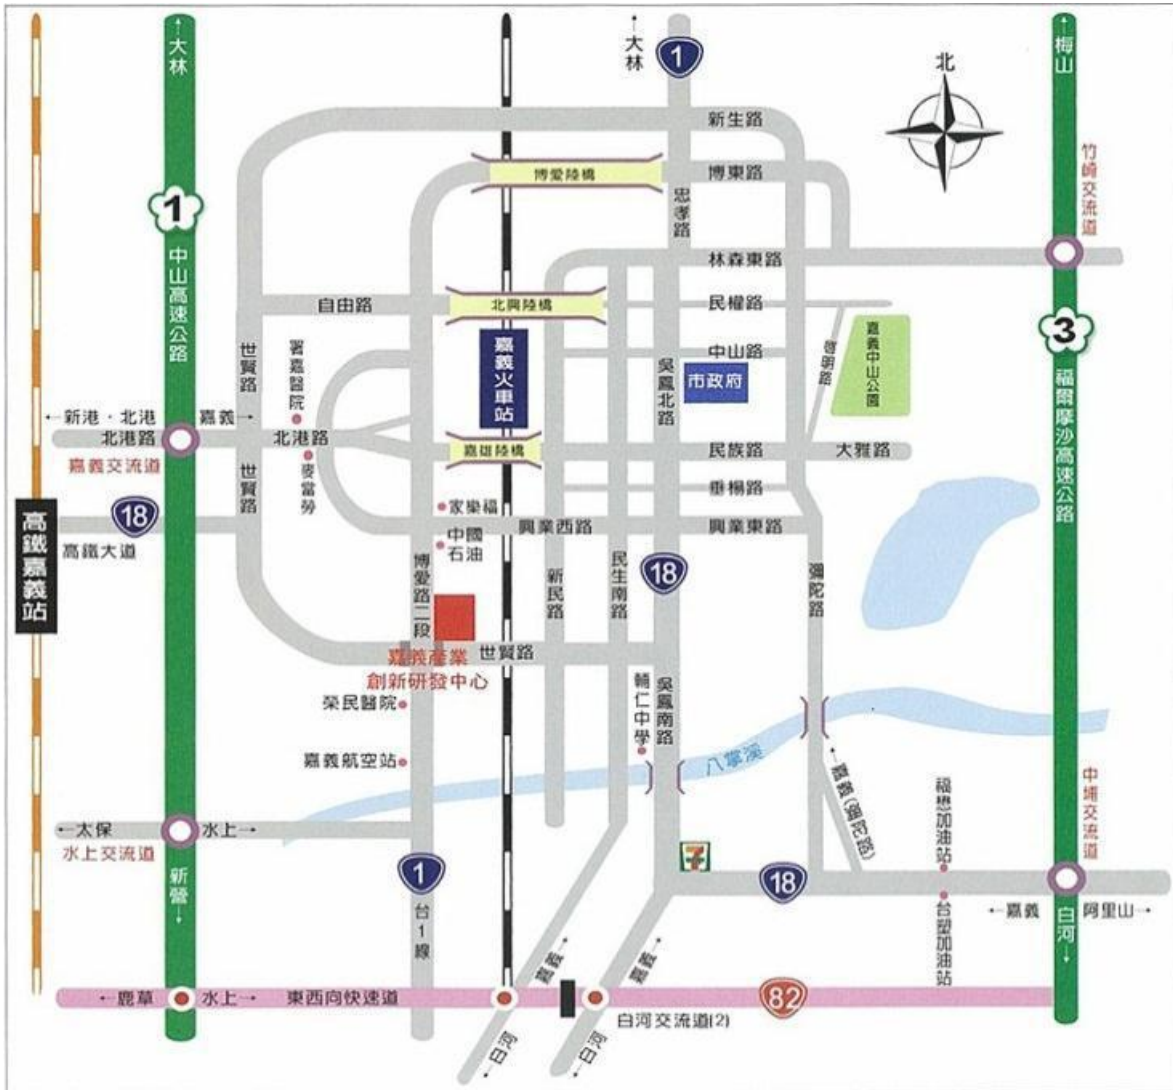 大林
大林
梅山
1
北
新生路
博愛陸橋
博東路
竹崎交流道
1
忠孝路
中山高速公路
林森東路
自由路
北興陸橋
民權路
3
世賢路
署嘉醫院
嘉義火車站
中山路
吳鳳北路
市政府
啓明路
嘉義中山公園
福爾摩沙高速公路
新港・北港
嘉義
北港路
北港路
嘉義交流道
嘉雄陸橋
民族路
大雅路
世賢路
麥當勞
垂楊路
高鐵嘉義站
18
高鐵大道
家樂福
中國
石油
興業西路
興業東路
博愛路二段
新民路
民生南路
18
彌陀路
世賢路
嘉義產業
創新研發中心
榮民醫院
輔仁中學
吳鳳南路
嘉義航空站
八掌溪
嘉義(彌陀路)
福懋加油站
中埔交流道
太保
水上
水上交流道
7
新營
1
18
台1線
嘉義
阿里山
台塑加油站
白河
嘉義
嘉義
鹿草
水上
東西向快速道
82
白河交流道(2)
白河
白河